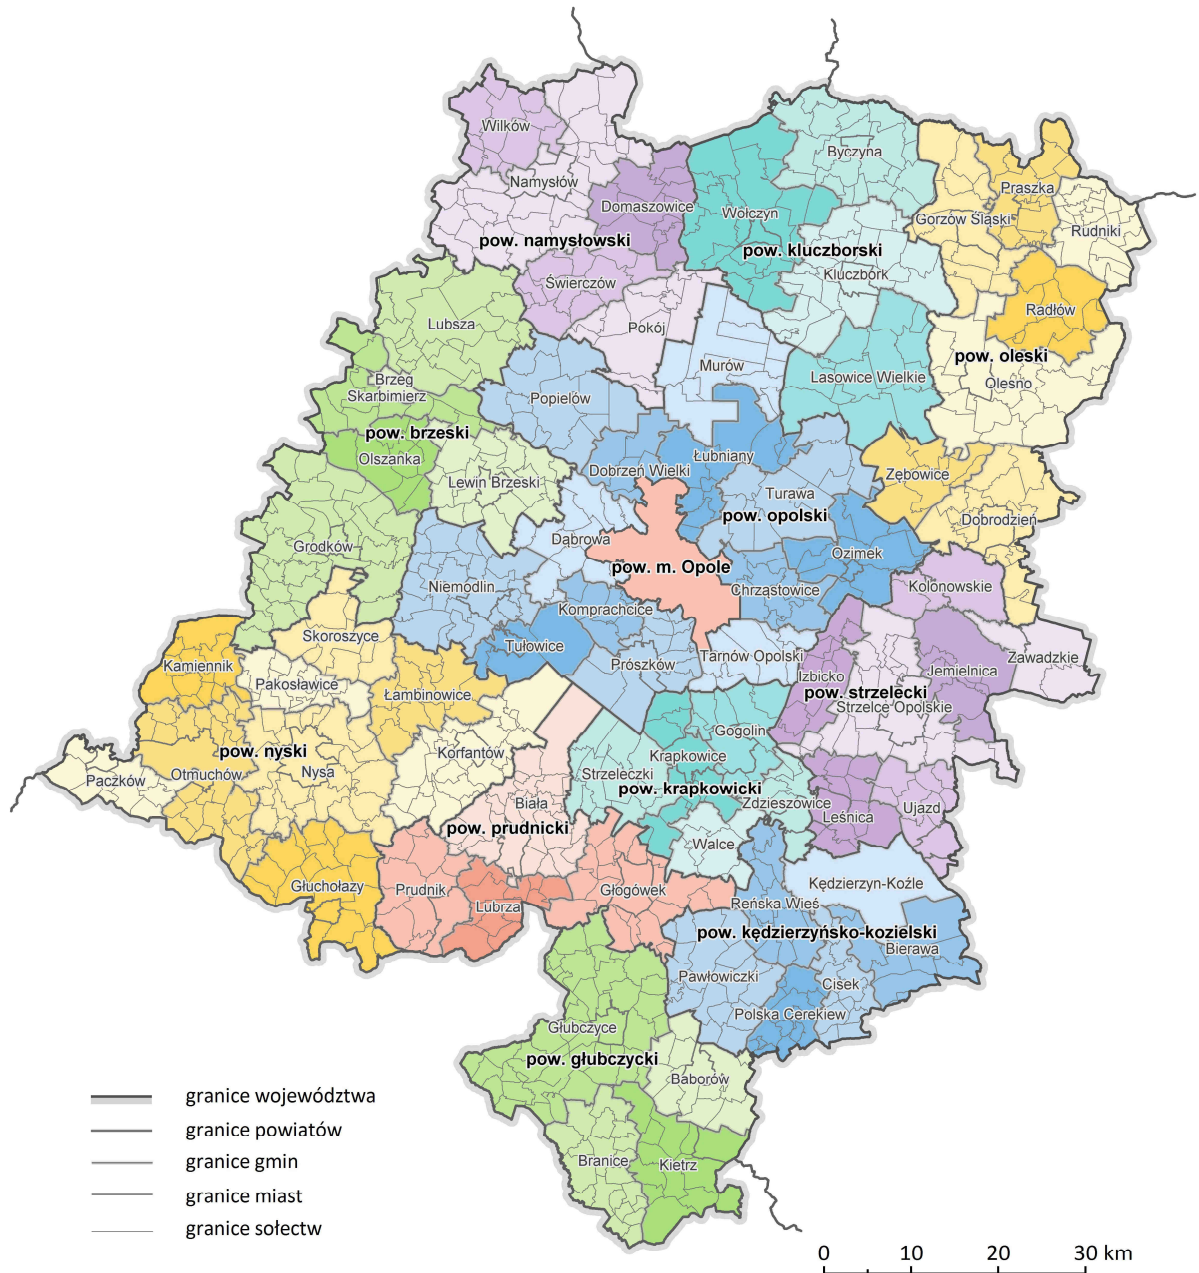 Wilków
Byczyna
Namysłów
Praszka
Domaszowice
Wołczyn
Gorzów Śląski
Rudniki
pow. namysłowski
pow. kluczborski
Kluczbork
Świerczów
Radłów
Lubsza
Pokój
pow. oleski
Murów
Lasowice Wielkie
Olesno
Brzeg
Skarbimierz
Popielów
pow. brzeski
Olszanka
Łubniany
Dobrzeń Wielki
Zębowice
Lewin Brzeski
Turawa
pow. opolski
Dobrodzień
Dąbrowa
Grodków
Ozimek
pow. m. Opole
Niemodlin
Chrząstowice
Kolonowskie
Komprachcice
Skoroszyce
Tułowice
Kamiennik
Prószków
Tarnów Opolski
Zawadzkie
Jemielnica
Izbicko
Pakosławice
Łambinowice
pow. strzelecki
Strzelce Opolskie
Gogolin
pow. nyski
Korfantów
Krapkowice
Paczków
Otmuchów
Nysa
Strzeleczki
pow. krapkowicki
Biała
Zdzieszowice
Ujazd
Leśnica
pow. prudnicki
Walce
Głuchołazy
Prudnik
Głogówek
Kędzierzyn-Koźle
Lubrza
Reńska Wieś
pow. kędzierzyńsko-kozielski
Bierawa
Pawłowiczki
Cisek
Polska Cerekiew
Głubczyce
pow. głubczycki
Baborów
Branice
Kietrz
granice województwa
granice powiatów
granice gmin
granice miast
granice sołectw
0 10 20 30 km